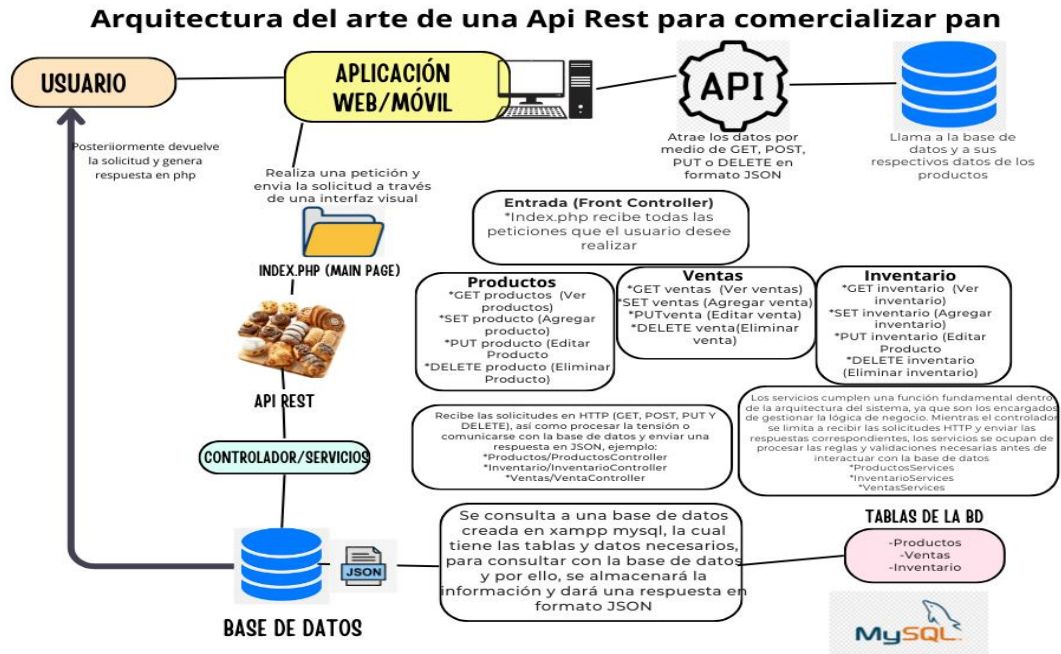 Arquitectura del arte de una Api Rest para comercializar pan
USUARIO
APLICACIÓN
WEB/MÓVIL
API
Posteriiormente devuelve
la solicitud y genera
respuesta en php
Realiza una petición y
envia la solicitud a través
de una interfaz visual
Atrae los datos por
medio de GET, POST,
PUT o DELETE en
formato JSON
Llama a la base de
datos y a sus
respectivos datos de los
productos
Entrada (Front Controller)
*Index.php recibe todas las
peticiones que el usuario desee
realizar
INDEX.PHP (MAIN PAGE)
Productos
*GET productos (Ver
productos)
*SET producto (Agregar
producto)
*PUT producto (Editar
Producto
*DELETE producto (Eliminar
Producto)
Ventas
*GET ventas (Ver ventas)
*SET ventas (Agregar venta)
*PUTventa (Editar venta)
*DELETE venta(Eliminar
venta)
Inventario
*GET inventario (Ver
inventario)
*SET inventario (Agregar
inventario)
*PUT inventario (Editar
Producto
*DELETE inventario
(Eliminar inventario)
API REST
Recibe las solicitudes en HTTP (GET, POST, PUT Y
DELETE), así como procesar la tensión o
comunicarse con la base de datos y enviar una
respuesta en JSON, ejemplo:
*Productos/ProductosController
*Inventario/InventarioController
*Ventas/VentaController
Los servicios cumplen una función fundamental dentro
de la arquitectura del sistema, ya que son los encargados
de gestionar la lógica de negocio. Mientras el controlador
se limita a recibir las solicitudes HTTP y enviar las
respuestas correspondientes, los servicios se ocupan de
procesar las reglas y validaciones necesarias antes de
interactuar con la base de datos
*ProductosServices
*InventarioServices
*VentasServices
CONTROLADOR/SERVICIOS
Se consulta a una base de datos
creada en xampp mysql, la cual
tiene las tablas y datos necesarios,
para consultar con la base de datos
y por ello, se almacenará la
información y dará una respuesta en
formato JSON
TABLAS DE LA BD
-Productos
-Ventas
-Inventario
JSON
BASE DE DATOS
MySQL